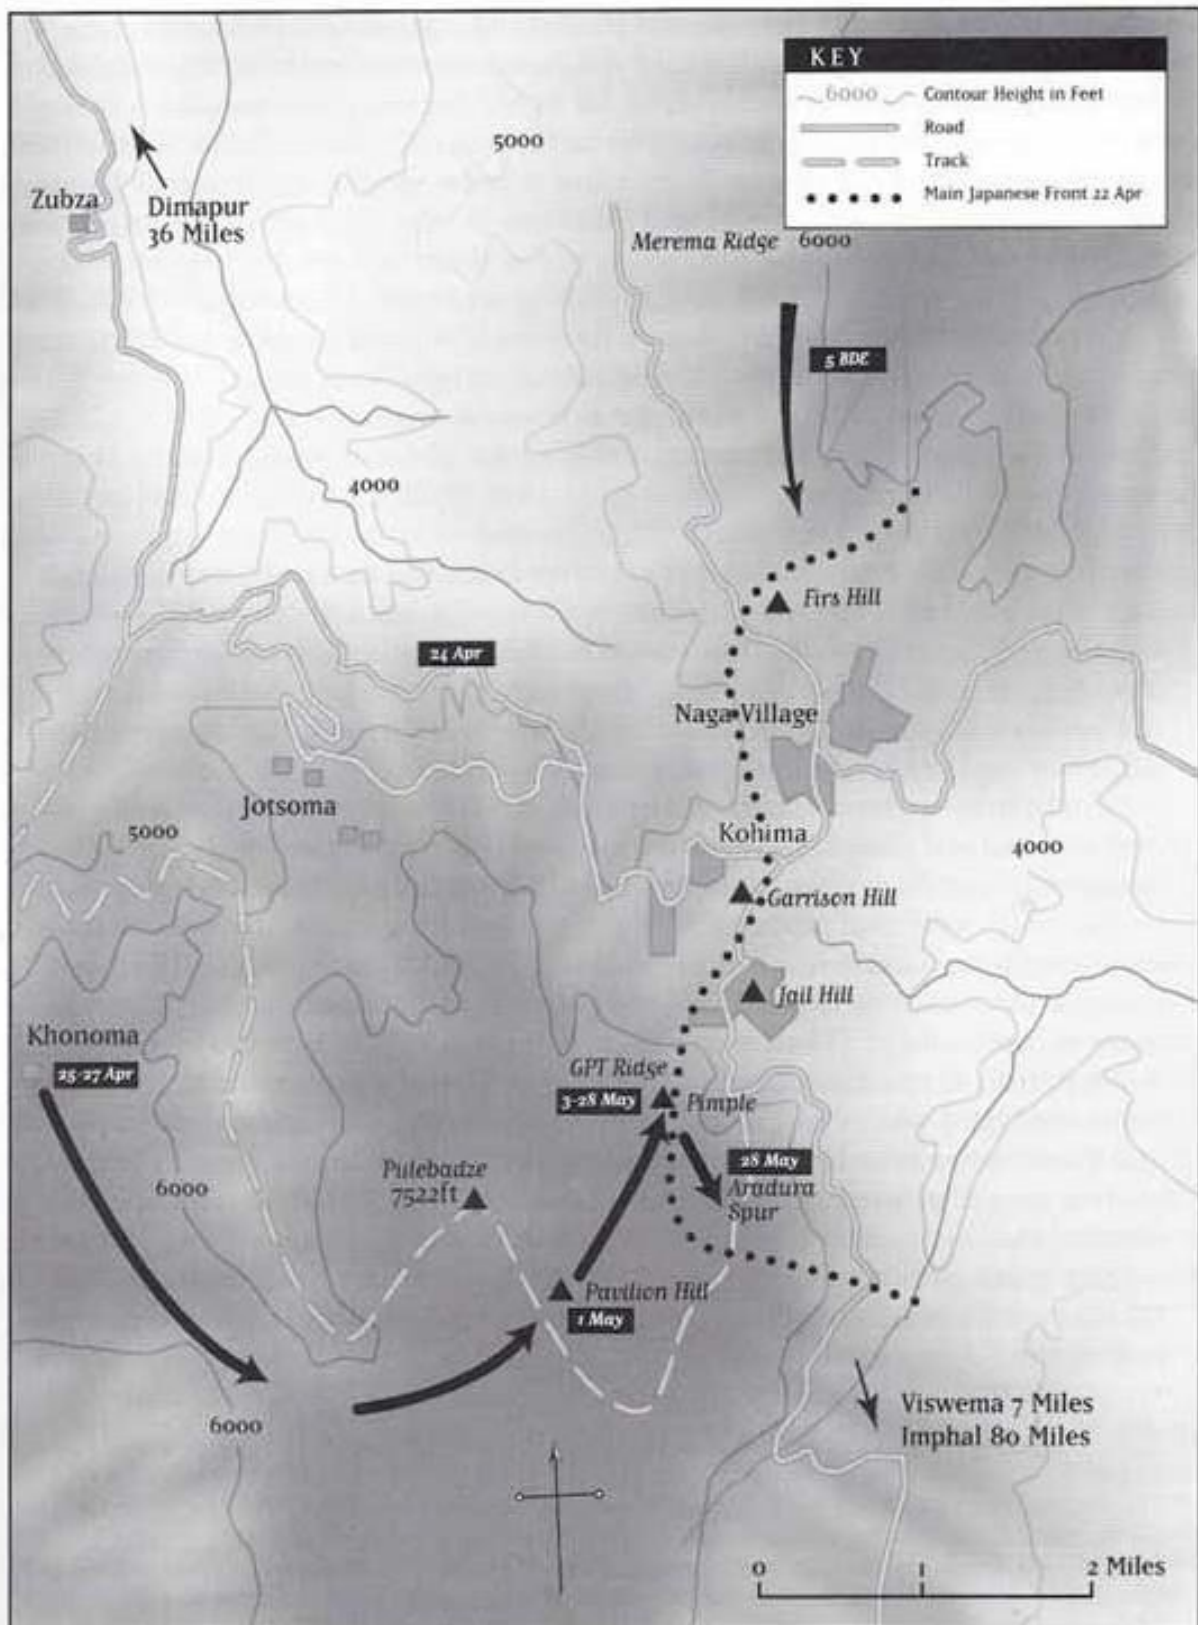 KEY
6000 Contour Height in Feet
Road
Track
Main Japanese Front 22 Apr
5000
Zubza
Dimapur
36 Miles
Merema Ridge 6000
5 BDE
4000
Firs Hill
24 Apr
Naga Village
Jotsoma
5000
Kohima
4000
Garrison Hill
Jail Hill
Khonoma
25-27 Apr
GPT Ridge
3-28 May
Pimple
28 May
Aradura
Spur
Pulebadze
7522ft
6000
Pavilion Hill
1 May
6000
Viswema 7 Miles
Imphal 80 Miles
0 1 2 Miles